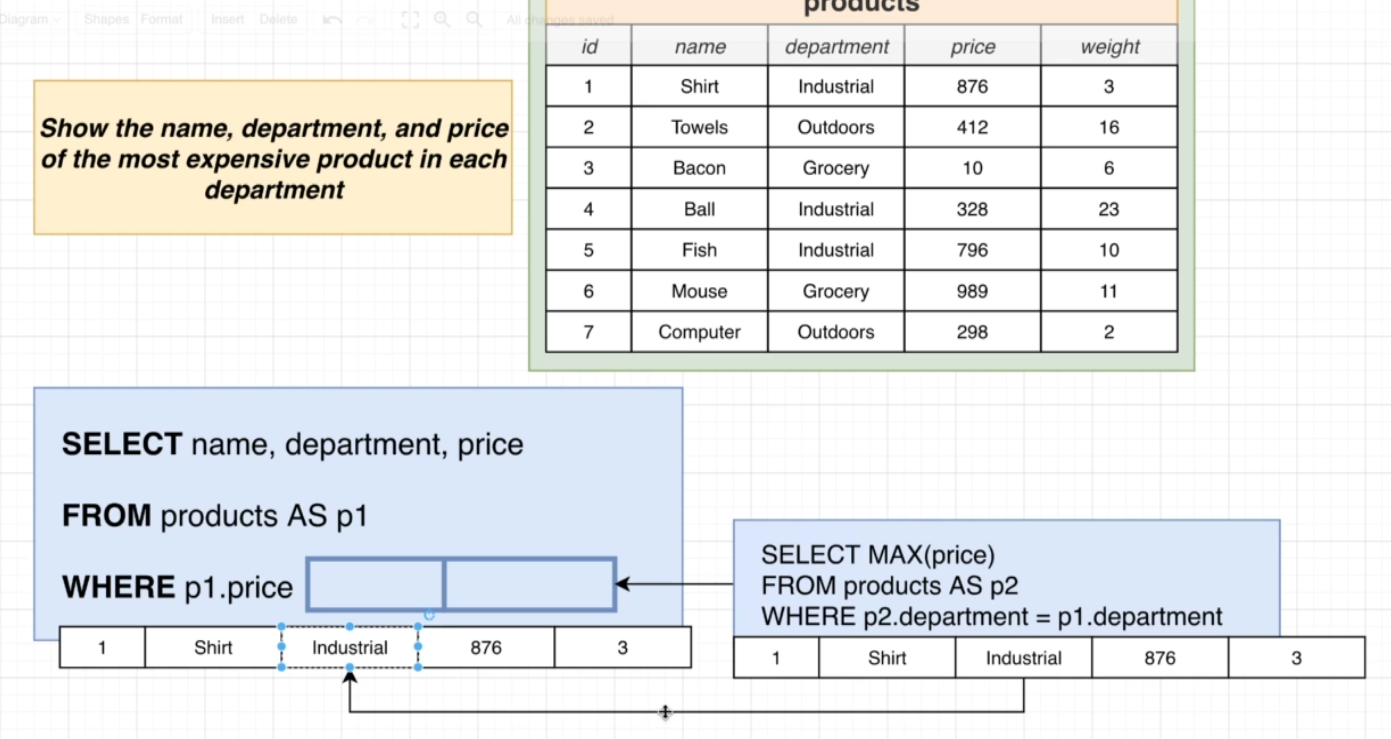 Diagram Shapes Format Insert Delete All changes saved
products
id name department price weight
1 Shirt Industrial 876 3
2 Towels Outdoors 412 16
3 Bacon Grocery 10 6
4 Ball Industrial 328 23
5 Fish Industrial 796 10
6 Mouse Grocery 989 11
7 Computer Outdoors 298 2
Show the name, department, and price
of the most expensive product in each
department
SELECT name, department, price
FROM products AS p1
WHERE p1.price
1 Shirt Industrial 876 3
SELECT MAX(price)
FROM products AS p2
WHERE p2.department = p1.department
1 Shirt Industrial 876 3